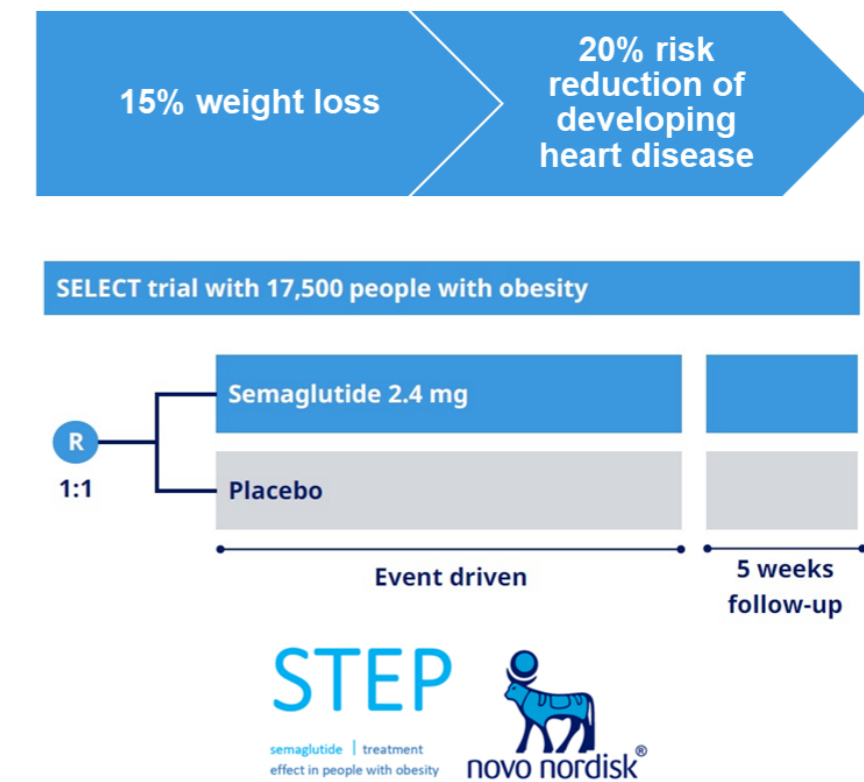 15% weight loss
20% risk
reduction of
developing
heart disease
SELECT trial with 17,500 people with obesity
R
1:1
Semaglutide 2.4 mg
Placebo
Event driven
5 weeks
follow-up
STEP
semaglutide | treatment
effect in people with obesity
novo nordisk®